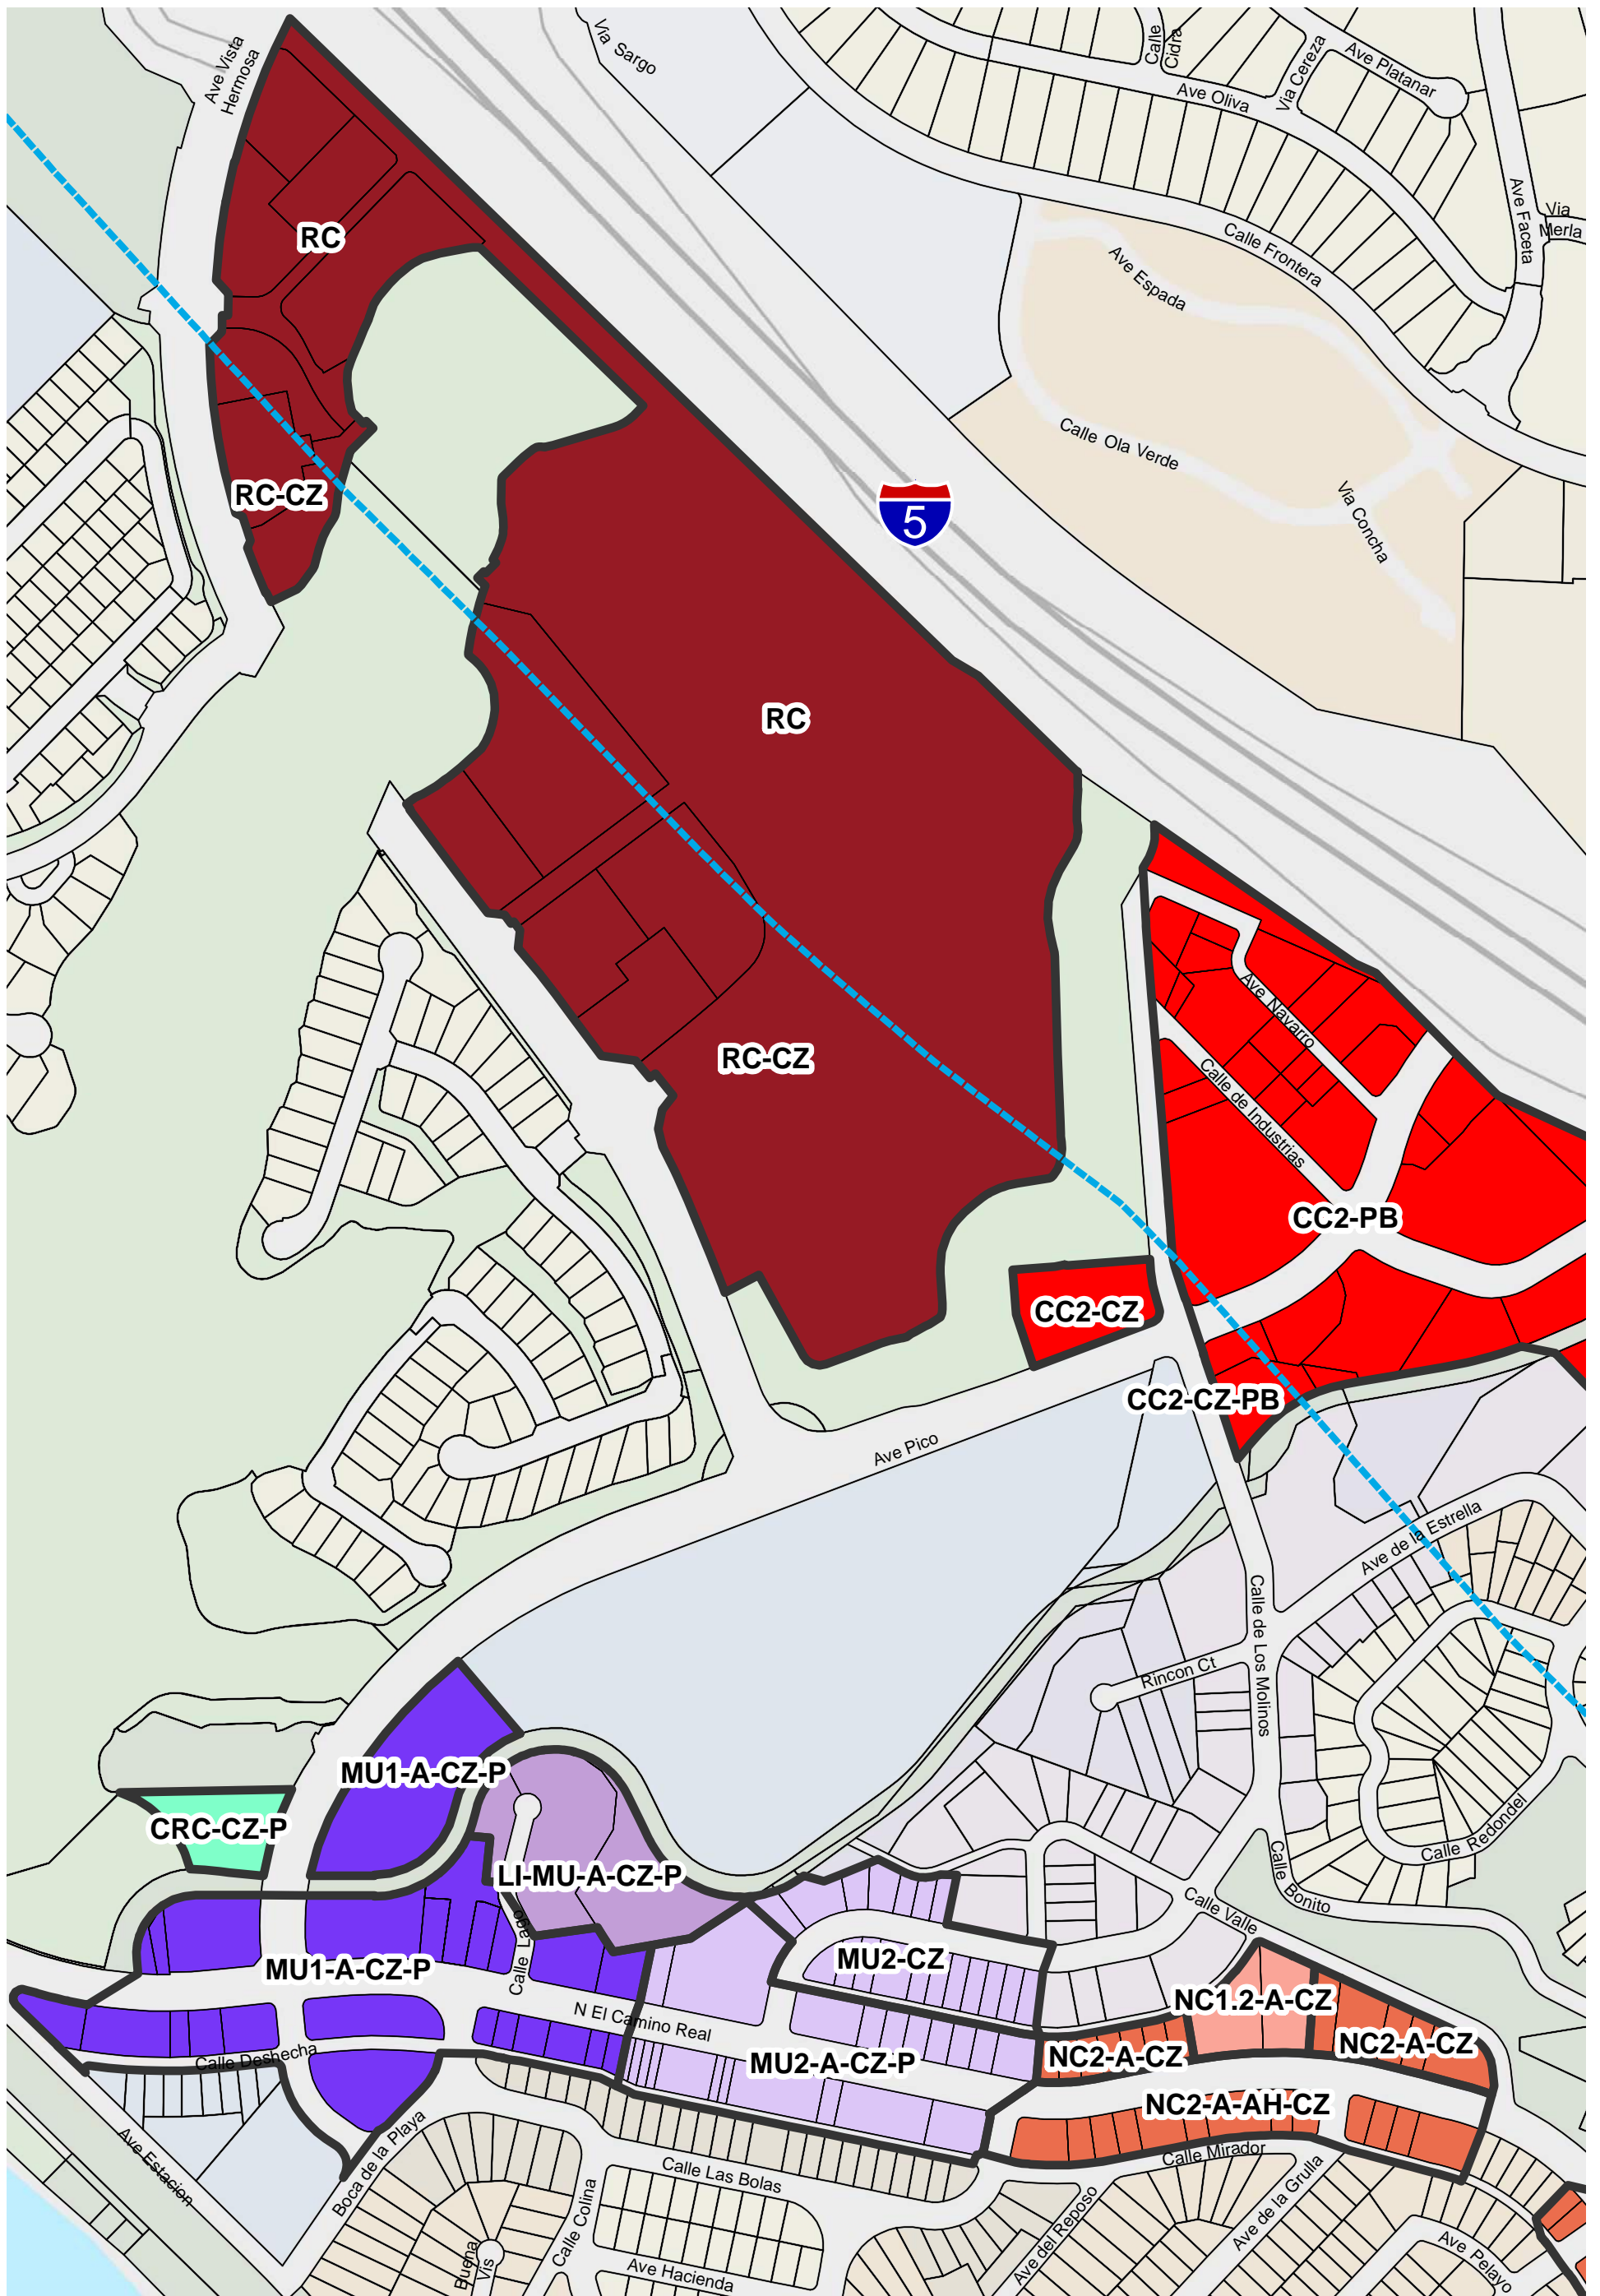 Ave Vista
Hermosa
Via Sargo
Calle
Cidra
Via Cereza
Ave Platanar
Ave Oliva
Ave Faceta
Via
Merla
Calle Frontera
RC
Ave Espada
Calle Ola Verde
Via Concha
RC-CZ
5
RC
RC-CZ
Ave Navarro
Calle de Industrias
CC2-PB
CC2-CZ
CC2-CZ-PB
Ave Pico
Ave de la Estrella
Calle de Los Molinos
Rincon Ct
MU1-A-CZ-P
CRC-CZ-P
LI-MU-A-CZ-P
Calle Redondel
Calle Bonito
Calle Valle
Calle Lago
MU2-CZ
MU1-A-CZ-P
NC1.2-A-CZ
N El Camino Real
NC2-A-CZ
NC2-A-CZ
MU2-A-CZ-P
Calle Deshecha
NC2-A-AH-CZ
Calle Mirador
Boca de la Playa
Ave Estacion
Calle Las Bolas
Calle Colina
Ave del Reposo
Ave de la Grulla
Ave Pelayo
Buena
Vis
Ave Hacienda